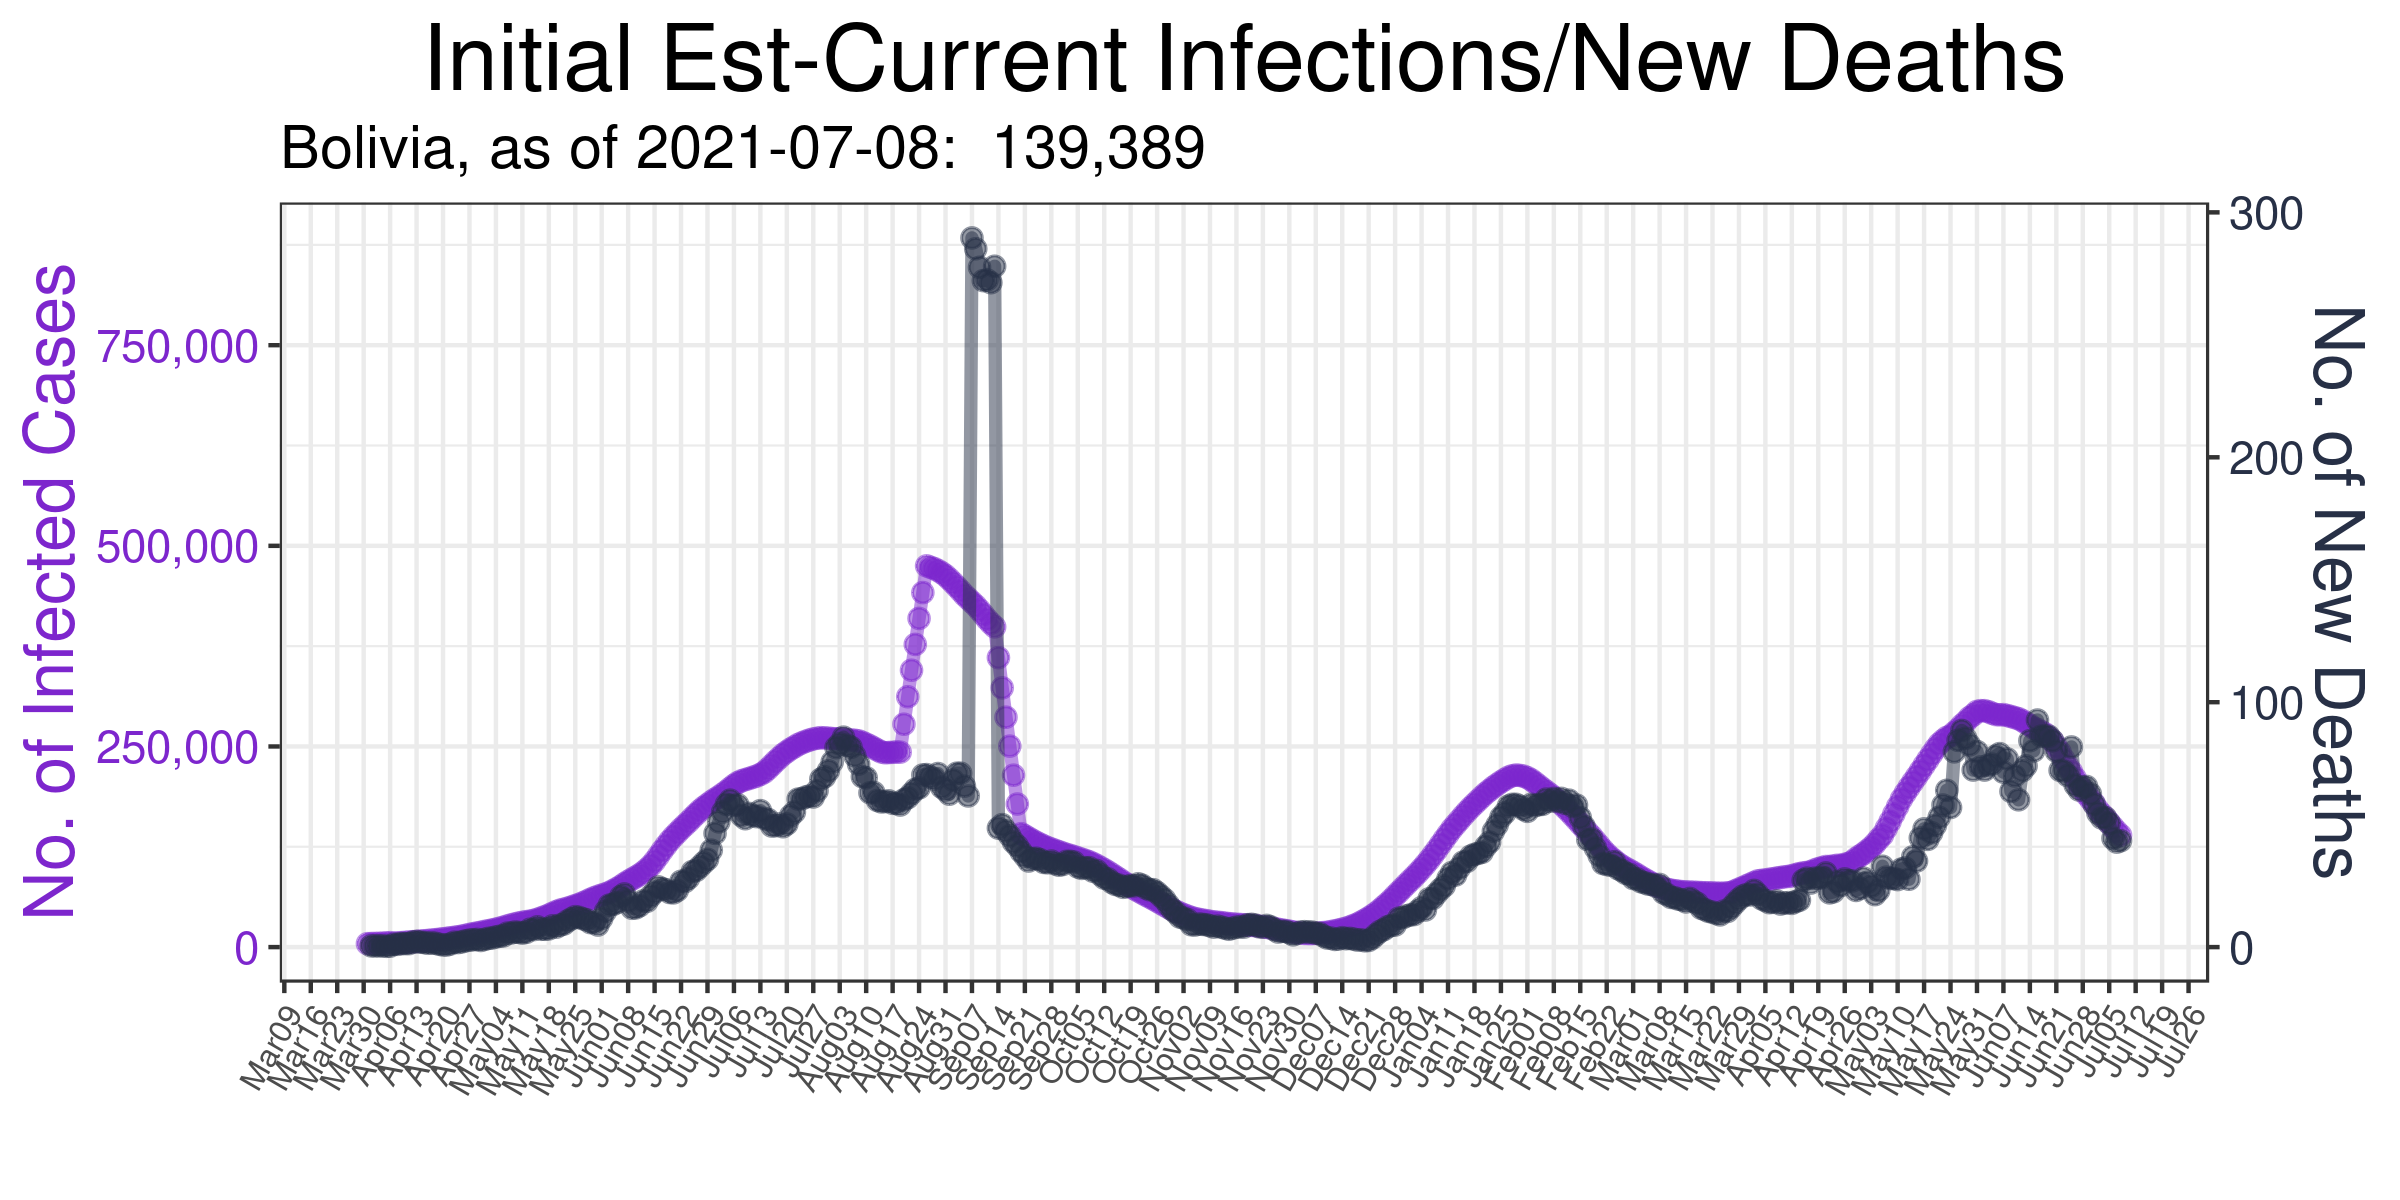 Initial Est-Current Infections/New Deaths
Bolivia, as of 2021-07-08:  139,389
No. of Infected Cases
750,000
500,000
250,000
0
300
200
100
0
No. of New Deaths
Mar09
Mar16
Mar23
Mar30
Apr06
Apr13
Apr20
Apr27
May04
May11
May18
May25
Jun01
Jun08
Jun15
Jun22
Jun29
Jul06
Jul13
Jul20
Jul27
Aug03
Aug10
Aug17
Aug24
Aug31
Sep07
Sep14
Sep21
Sep28
Oct05
Oct12
Oct19
Oct26
Nov02
Nov09
Nov16
Nov23
Nov30
Dec07
Dec14
Dec21
Dec28
Jan04
Jan11
Jan18
Jan25
Feb01
Feb08
Feb15
Feb22
Mar01
Mar08
Mar15
Mar22
Mar29
Apr05
Apr12
Apr19
Apr26
May03
May10
May17
May24
May31
Jun07
Jun14
Jun21
Jun28
Jul05
Jul12
Jul19
Jul26